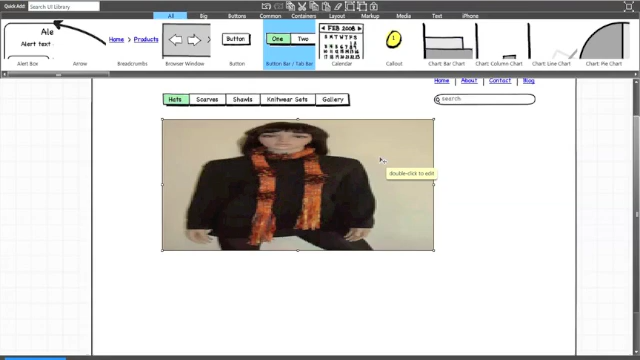 Quick Add
Search UI Library
All Big Buttons Common Containers Layout Markup Media Text iPhone
Ale
Alert text
Home > Products
Button
One Two
FEB 2008
S M T W T F S
1
Alert Box Arrow Breadcrumbs Browser Window Button Button Bar / Tab Bar Calendar Callout Chart: Bar Chart Chart: Column Chart Chart: Line Chart Chart: Pie Chart
Home About Contact Blog
Hats Scarves Shawls Knitwear Sets Gallery
search
double-click to edit